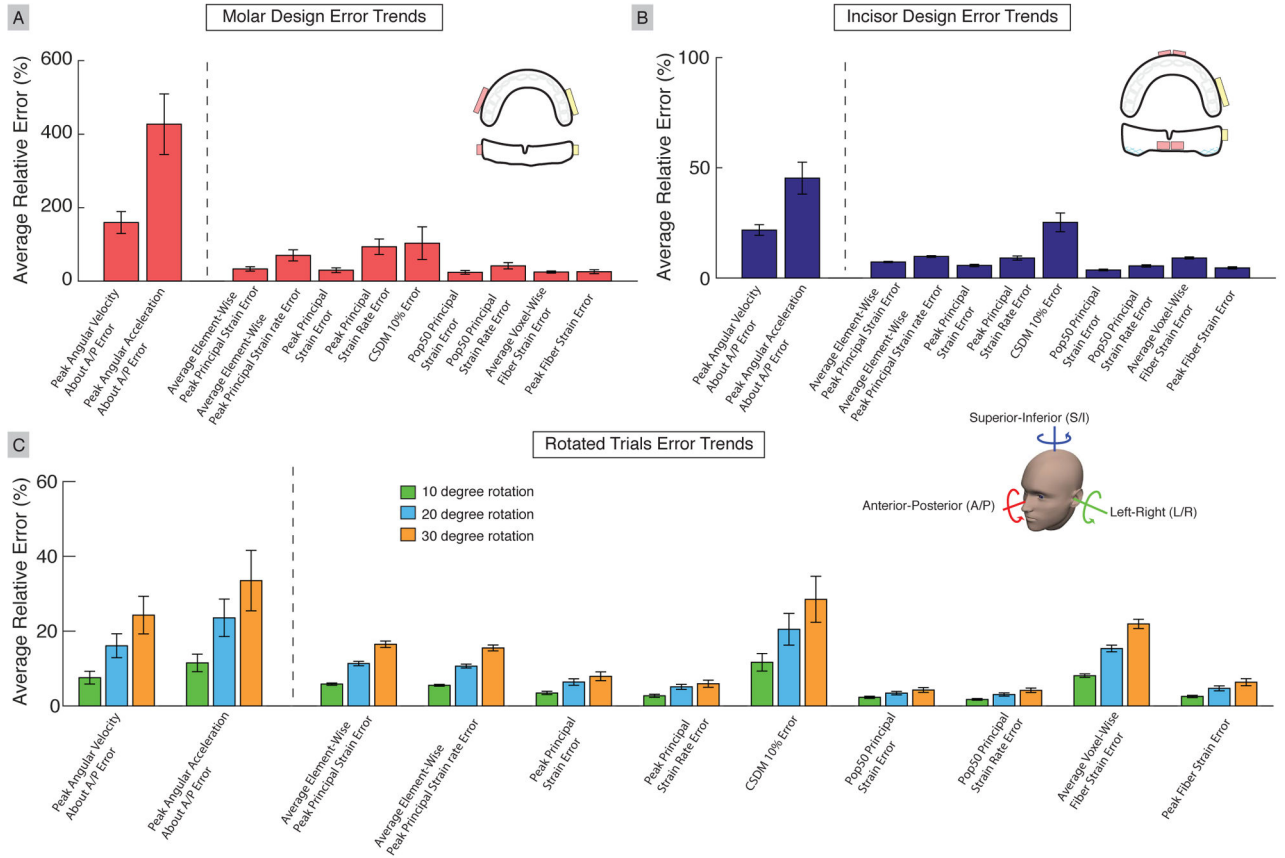 A
Molar Design Error Trends
Average Relative Error (%)
600
400
200
0
Peak Angular Velocity
About A/P Error
Peak Angular Acceleration
About A/P Error
Average Element-Wise
Peak Principal Strain Error
Average Element-Wise
Peak Principal Strain rate Error
Peak Principal
Strain Error
Peak Principal
Strain Rate Error
CSDM 10% Error
Pop50 Principal
Strain Error
Pop50 Principal
Strain Rate Error
Average Voxel-Wise
Fiber Strain Error
Peak Fiber Strain Error
B
Incisor Design Error Trends
Average Relative Error (%)
100
50
0
Peak Angular Velocity
About A/P Error
Peak Angular Acceleration
About A/P Error
Average Element-Wise
Peak Principal Strain Error
Average Element-Wise
Peak Principal Strain rate Error
Peak Principal
Strain Error
Peak Principal
Strain Rate Error
CSDM 10% Error
Pop50 Principal
Strain Error
Pop50 Principal
Strain Rate Error
Average Voxel-Wise
Fiber Strain Error
Peak Fiber Strain Error
C
Rotated Trials Error Trends
Superior-Inferior (S/I)
Anterior-Posterior (A/P)
Left-Right (L/R)
10 degree rotation
20 degree rotation
30 degree rotation
Average Relative Error (%)
60
40
20
0
Peak Angular Velocity
About A/P Error
Peak Angular Acceleration
About A/P Error
Average Element-Wise
Peak Principal Strain Error
Average Element-Wise
Peak Principal Strain rate Error
Peak Principal
Strain Error
Peak Principal
Strain Rate Error
CSDM 10% Error
Pop50 Principal
Strain Error
Pop50 Principal
Strain Rate Error
Average Voxel-Wise
Fiber Strain Error
Peak Fiber Strain Error